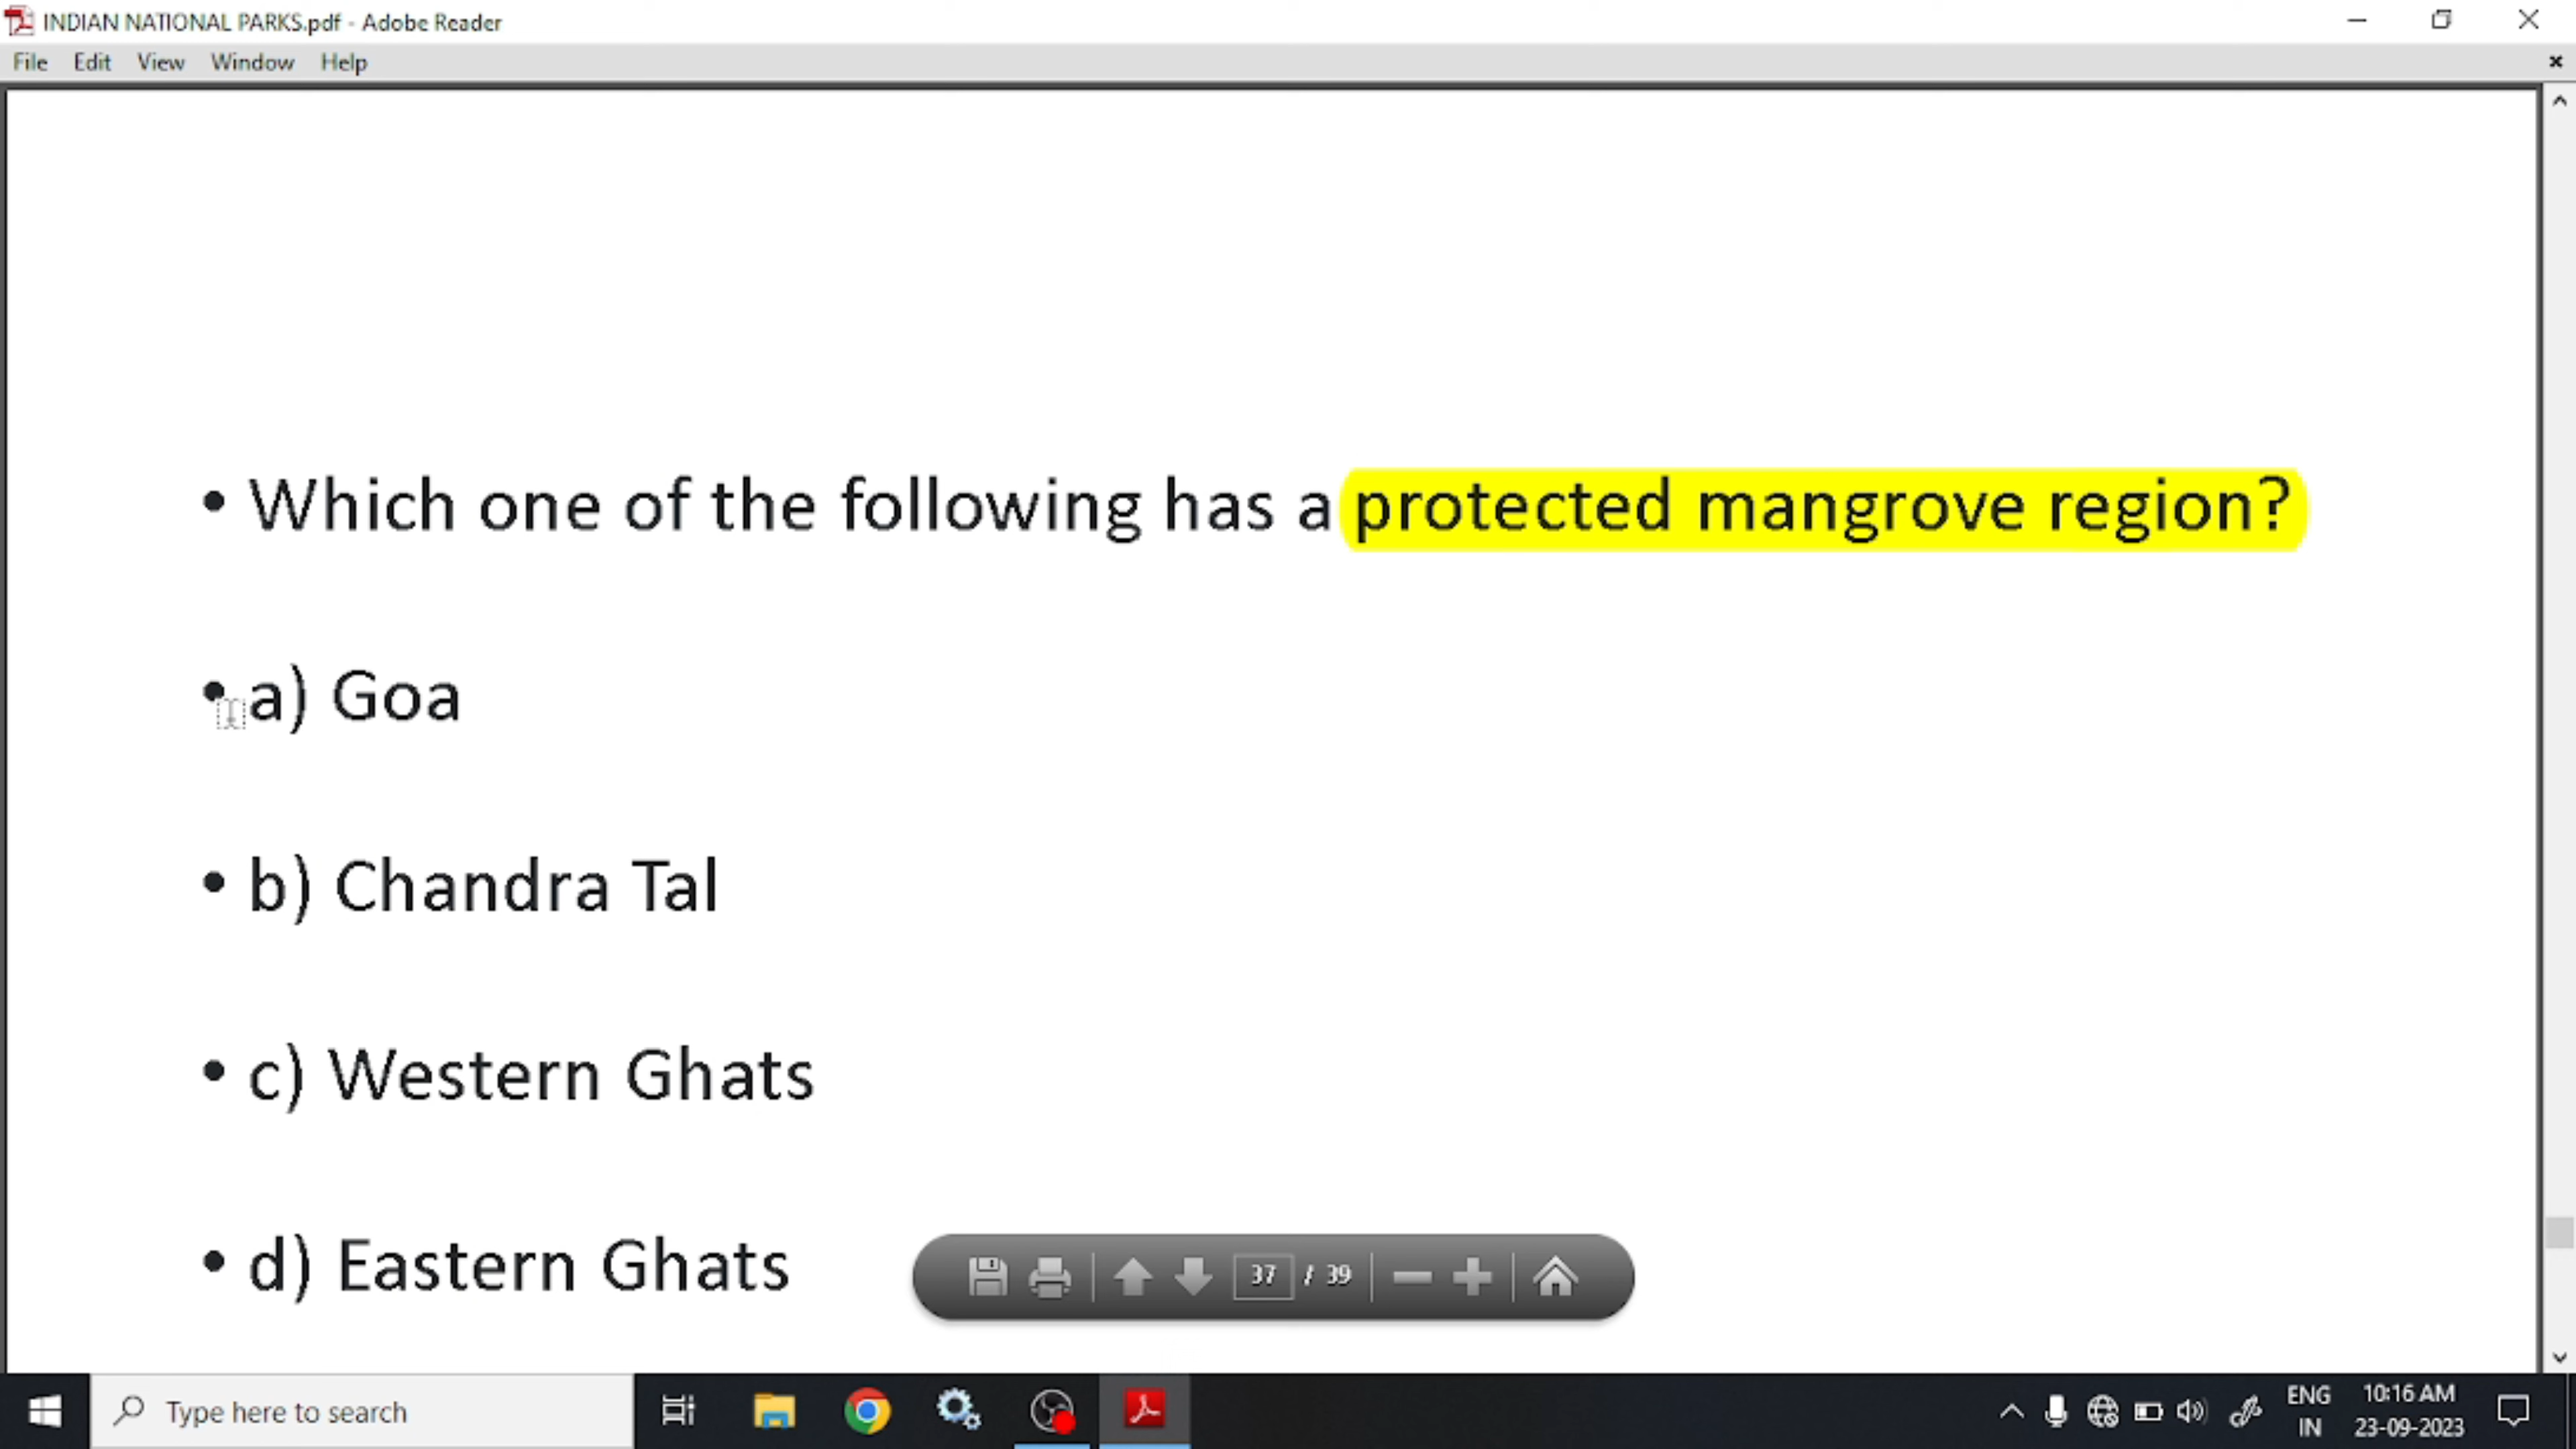 INDIAN NATIONAL PARKS.pdf - Adobe Reader
File Edit View Window Help
• Which one of the following has a protected mangrove region?
• a) Goa
• b) Chandra Tal
• c) Western Ghats
• d) Eastern Ghats
37 / 39
Type here to search
ENG
IN
10:16 AM
23-09-2023